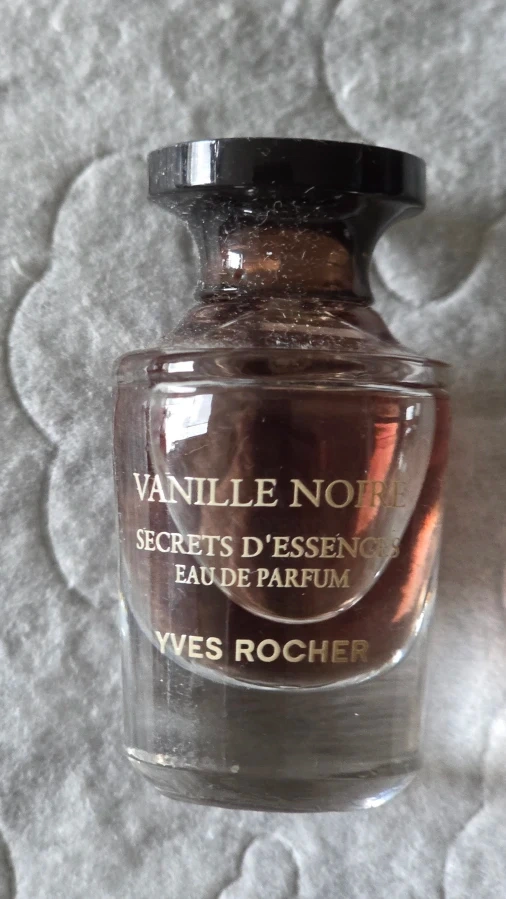 VANILLE NOIRE
SECRETS D'ESSENCES
EAU DE PARFUM
YVES ROCHER